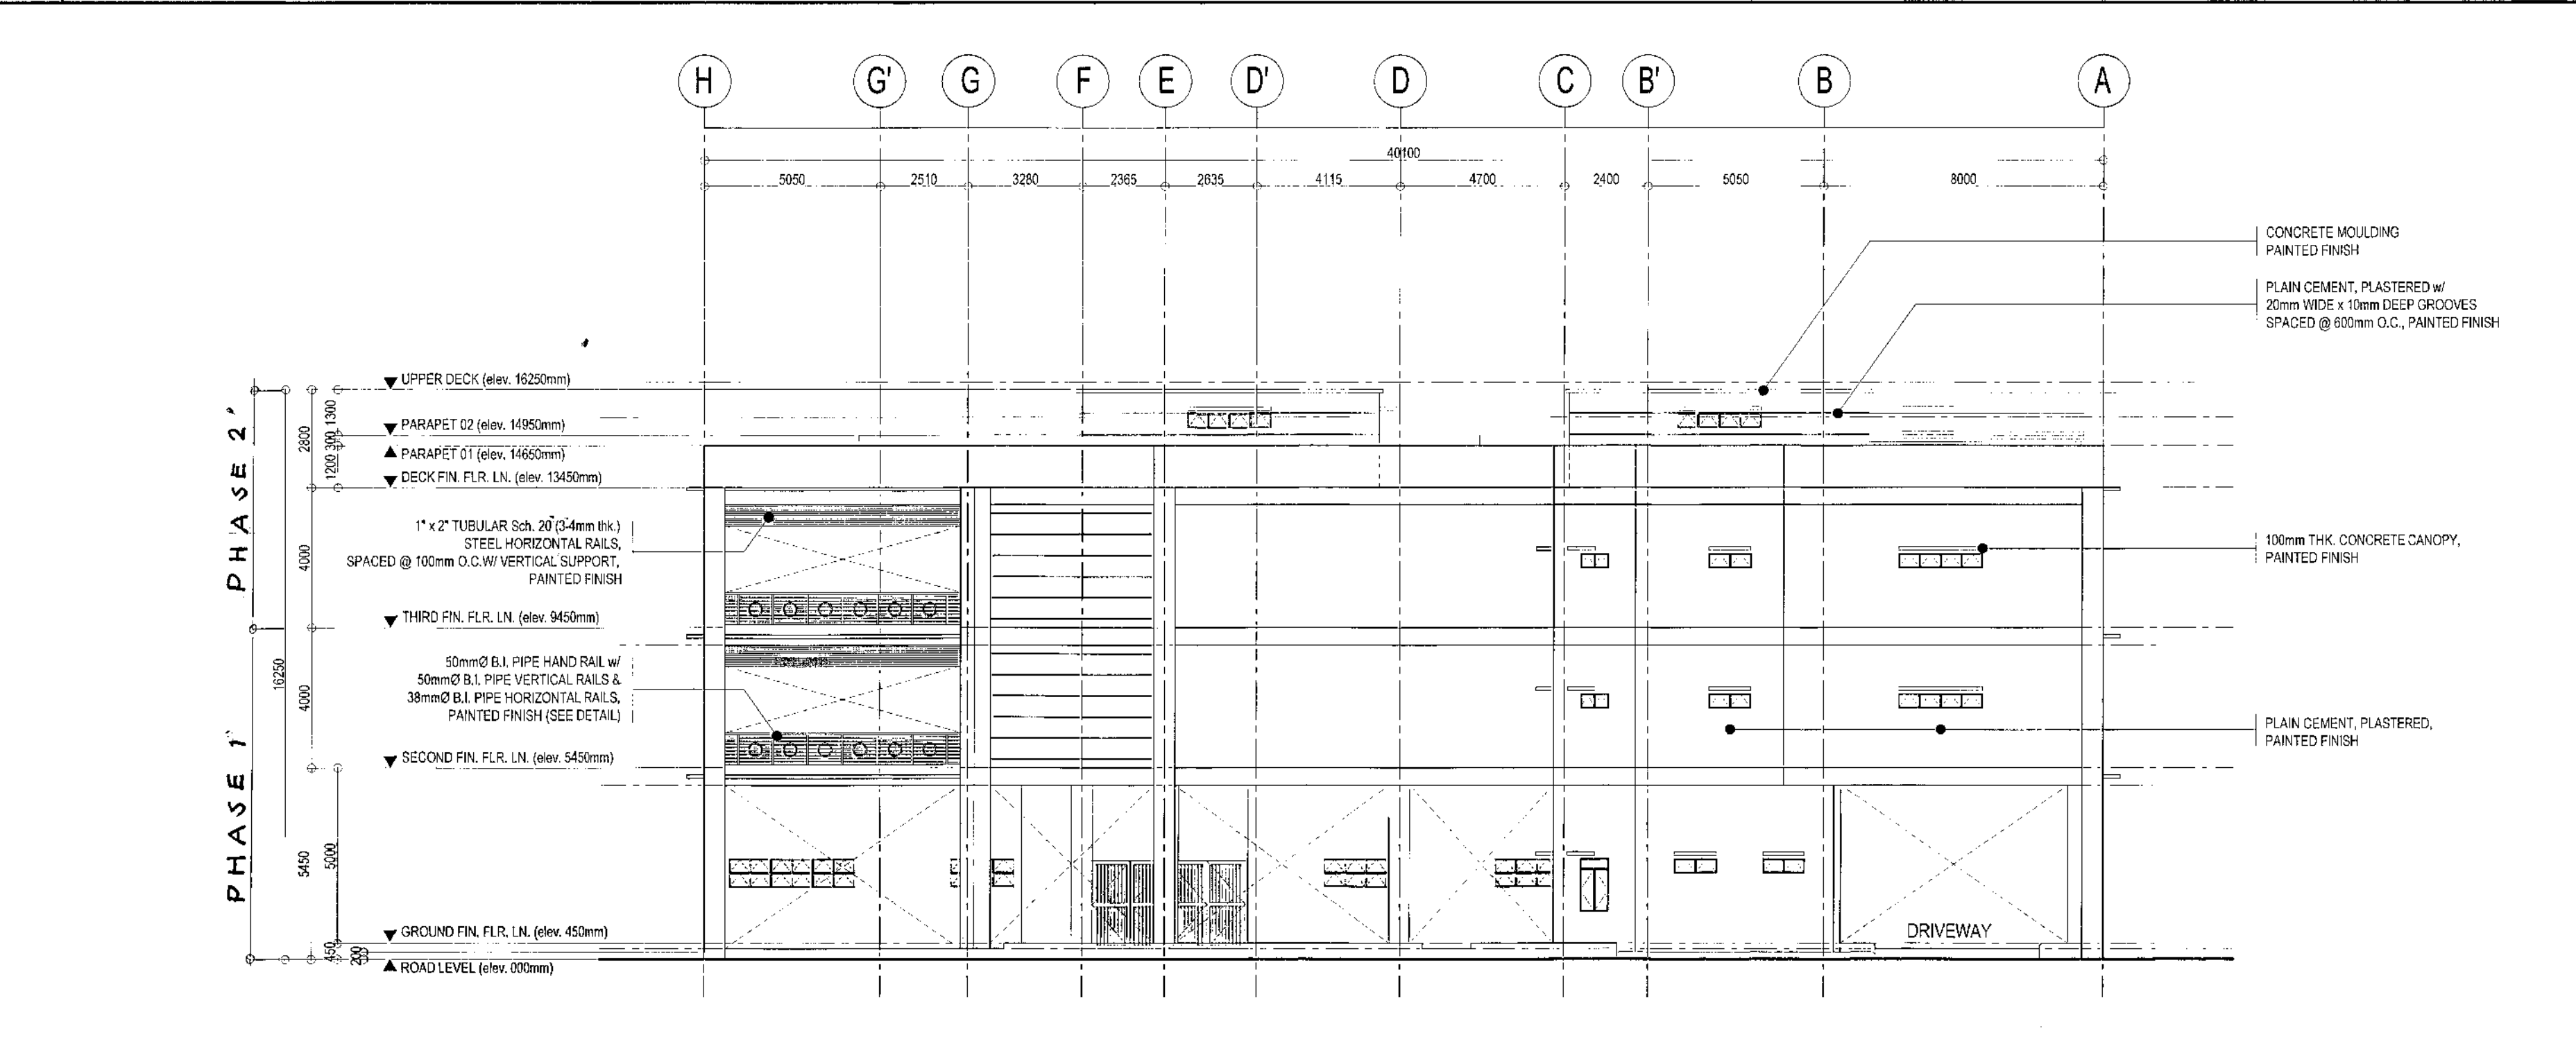 H G' G F E D' D C B' B A
40100
5050 2510 3280 2365 2635 4115 4700 2400 5050 8000
CONCRETE MOULDING
PAINTED FINISH
PLAIN CEMENT, PLASTERED w/
20mm WIDE x 10mm DEEP GROOVES
SPACED @ 600mm O.C., PAINTED FINISH
100mm THK. CONCRETE CANOPY,
PAINTED FINISH
PLAIN CEMENT, PLASTERED,
PAINTED FINISH
UPPER DECK (elev. 16250mm)
PARAPET 02 (elev. 14950mm)
PARAPET 01 (elev. 14650mm)
DECK FIN. FLR. LN. (elev. 13450mm)
1" x 2" TUBULAR Sch. 20 (3-4mm thk.)
STEEL HORIZONTAL RAILS,
SPACED @ 100mm O.C.W/ VERTICAL SUPPORT,
PAINTED FINISH
THIRD FIN. FLR. LN. (elev. 9450mm)
50mmØ B.I. PIPE HAND RAIL w/
50mmØ B.I. PIPE VERTICAL RAILS &
38mmØ B.I. PIPE HORIZONTAL RAILS,
PAINTED FINISH (SEE DETAIL)
SECOND FIN. FLR. LN. (elev. 5450mm)
GROUND FIN. FLR. LN. (elev. 450mm)
ROAD LEVEL (elev. 000mm)
DRIVEWAY
PHASE 2'
PHASE 1'
16250
2800
4000
4000
5450
1300
300
1200
5000
450
200